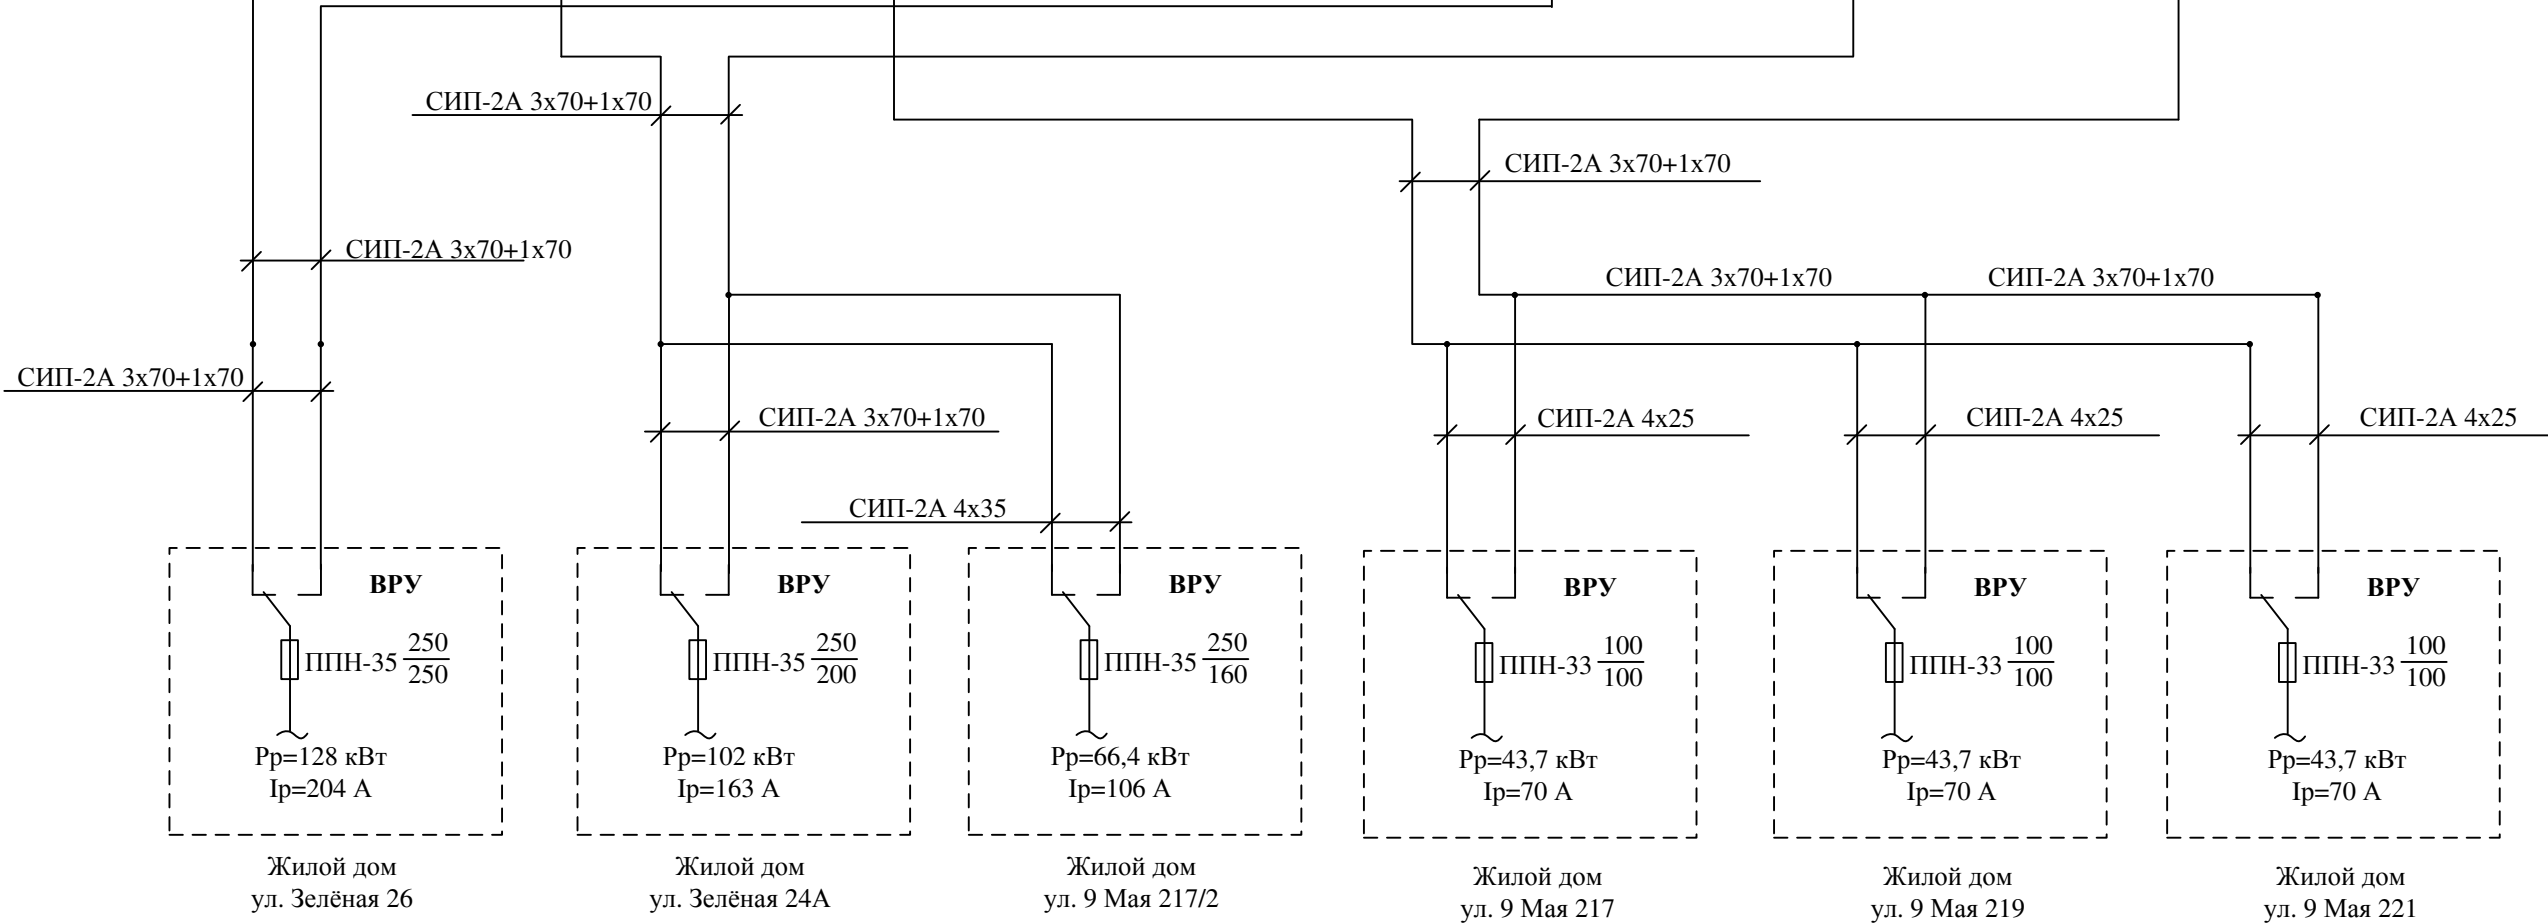 СИП-2А 3х70+1х70
СИП-2А 3х70+1х70
СИП-2А 3х70+1х70
СИП-2А 3х70+1х70
СИП-2А 3х70+1х70
СИП-2А 3х70+1х70
СИП-2А 3х70+1х70
СИП-2А 4х25
СИП-2А 4х25
СИП-2А 4х25
СИП-2А 4х35
ВРУ
ППН-35 250/250
Рр=128 кВт
Iр=204 А
Жилой дом
ул. Зелёная 26
ВРУ
ППН-35 250/200
Рр=102 кВт
Iр=163 А
Жилой дом
ул. Зелёная 24А
ВРУ
ППН-35 250/160
Рр=66,4 кВт
Iр=106 А
Жилой дом
ул. 9 Мая 217/2
ВРУ
ППН-33 100/100
Рр=43,7 кВт
Iр=70 А
Жилой дом
ул. 9 Мая 217
ВРУ
ППН-33 100/100
Рр=43,7 кВт
Iр=70 А
Жилой дом
ул. 9 Мая 219
ВРУ
ППН-33 100/100
Рр=43,7 кВт
Iр=70 А
Жилой дом
ул. 9 Мая 221